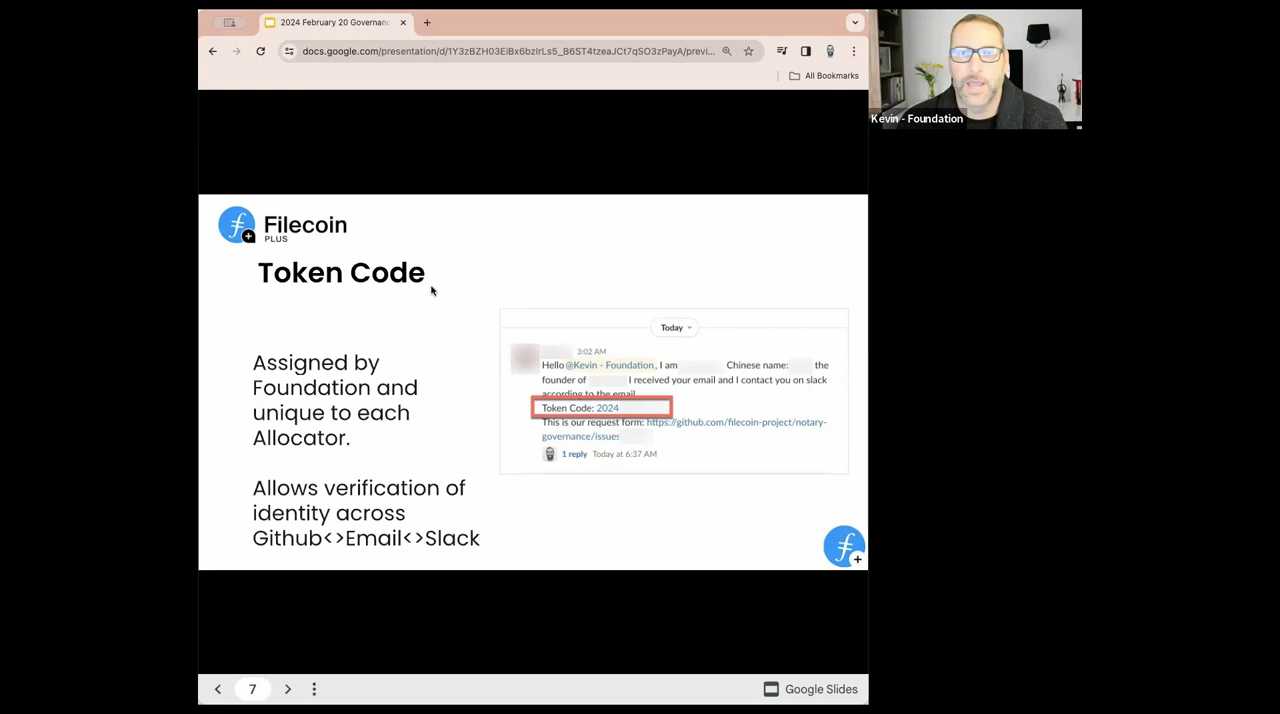 2024 February 20 Governanc
docs.google.com/presentation/d/1Y3zBZH03EiBx6bzIrLs5_B6ST4tzeaJCt7qSO3zPayA/previ...
All Bookmarks
Kevin - Foundation
Filecoin
PLUS
Token Code
Assigned by
Foundation and
unique to each
Allocator.
Allows verification of
identity across
Github<>Email<>Slack
Today
3:02 AM
Hello @Kevin - Foundation, I am Chinese name: the
founder of I received your email and I contact you on slack
according to the email.
Token Code: 2024
This is our request form: https://github.com/filecoin-project/notary-
governance/issues
1 reply Today at 6:37 AM
7
Google Slides